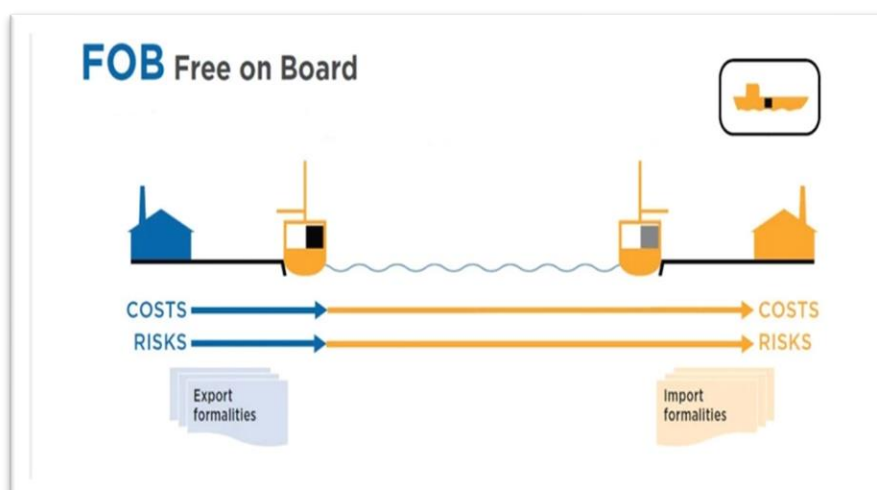 FOB Free on Board
COSTS COSTS
RISKS RISKS
Export
formalities
Import
formalities